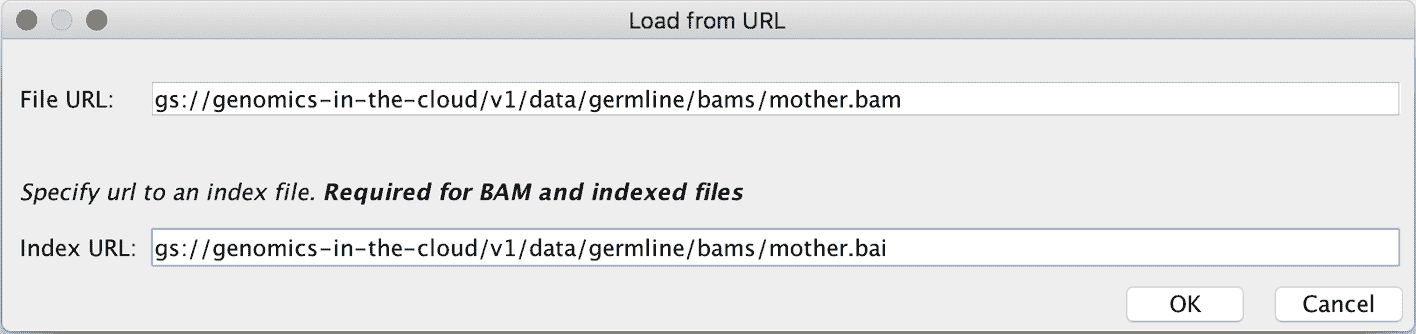 Load from URL
File URL: gs://genomics-in-the-cloud/v1/data/germline/bams/mother.bam
Specify url to an index file. Required for BAM and indexed files
Index URL: gs://genomics-in-the-cloud/v1/data/germline/bams/mother.bai
OK Cancel